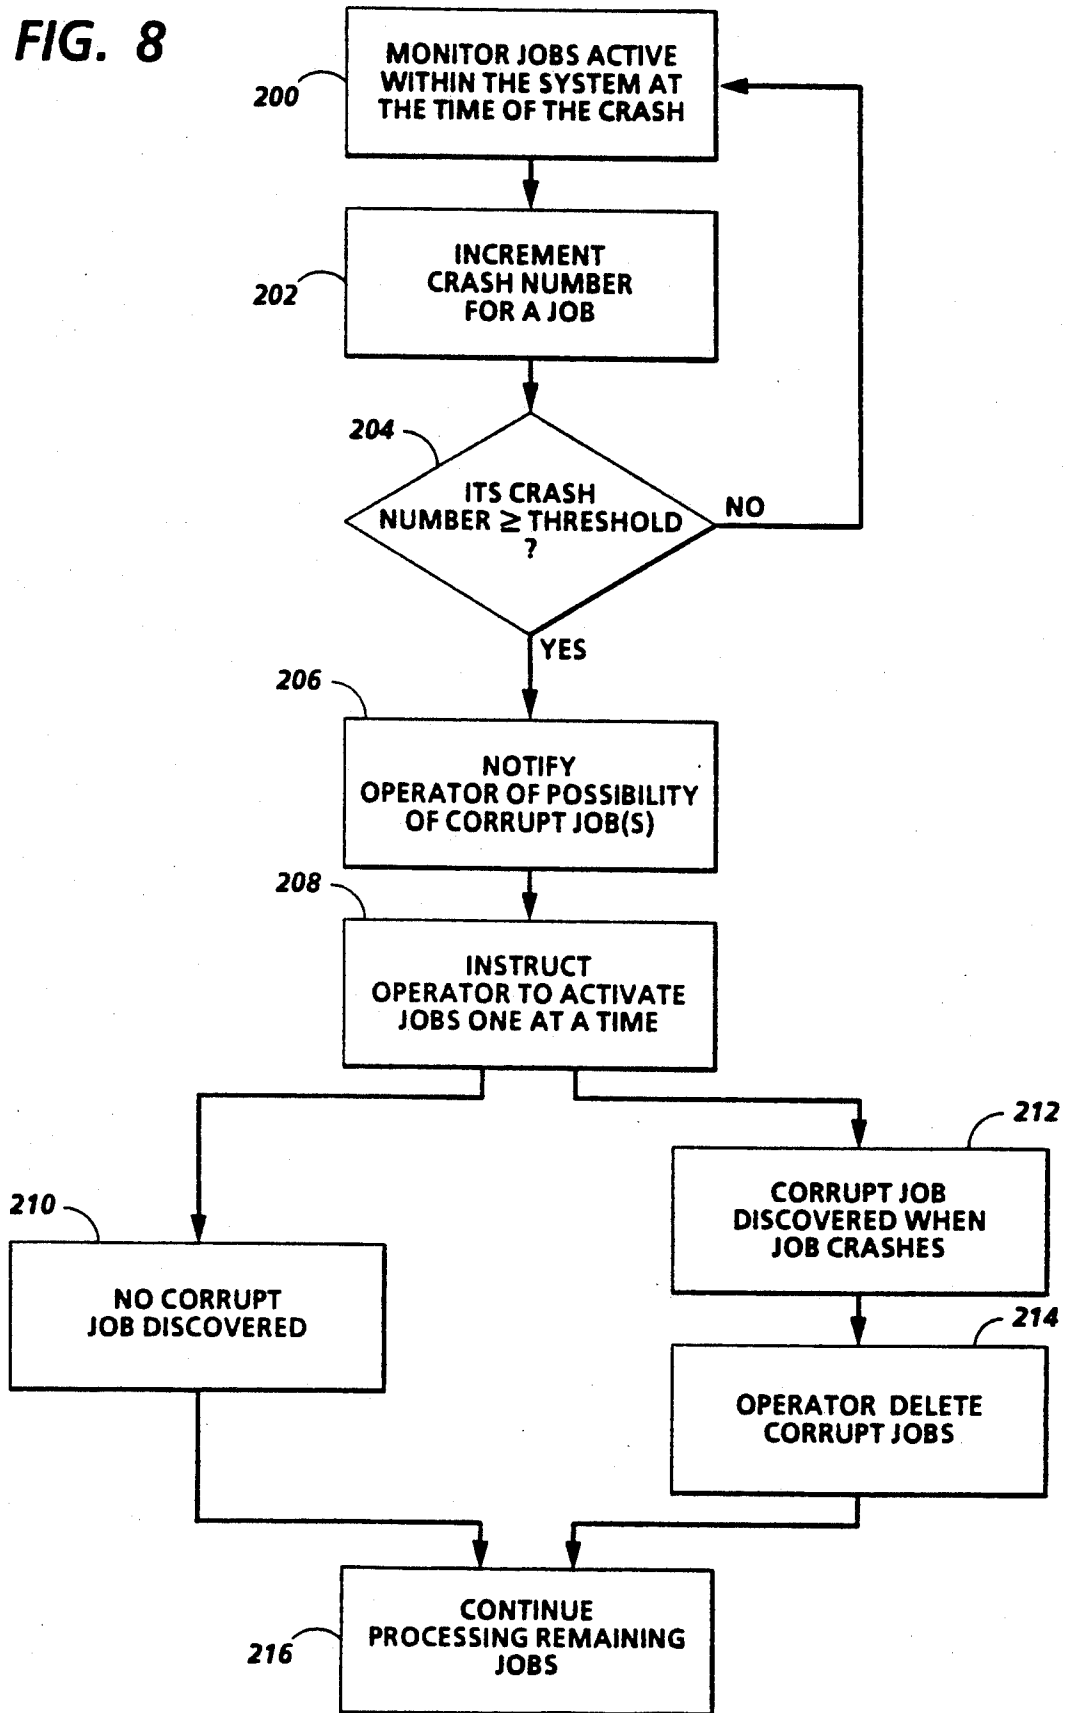 FIG. 8
MONITOR JOBS ACTIVE
WITHIN THE SYSTEM AT
THE TIME OF THE CRASH
200
INCREMENT
CRASH NUMBER
FOR A JOB
202
204
ITS CRASH
NUMBER ≥ THRESHOLD
?
NO
YES
206
NOTIFY
OPERATOR OF POSSIBILITY
OF CORRUPT JOB(S)
208
INSTRUCT
OPERATOR TO ACTIVATE
JOBS ONE AT A TIME
212
CORRUPT JOB
DISCOVERED WHEN
JOB CRASHES
210
NO CORRUPT
JOB DISCOVERED
214
OPERATOR DELETE
CORRUPT JOBS
CONTINUE
PROCESSING REMAINING
JOBS
216